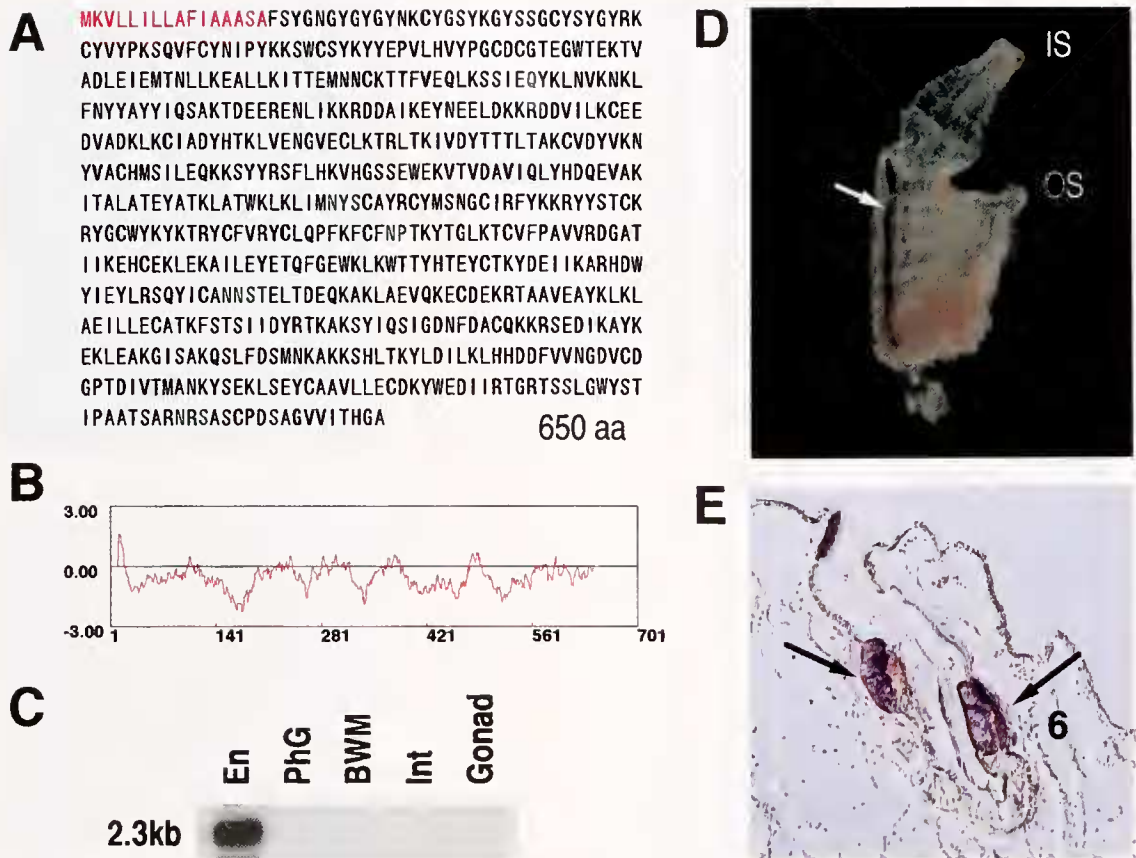 A
MKVLLILLAFIAAASAFSYGNGYGYGYNKCYGSYKGYSSGCYSYGYRK
CYVYPKSQVFCYNIPYKKSWCSYKYYEPVLHVYPGCDCGTEGWTEKTV
ADLEIEMTNLLKEALLKITTEMNNCKTTFVEQLKSSIEQYKLNVKNKL
FNYYAYYIQSAKTDEERENLIKKRDDAIKEYNEELDKKRDDVILKCEE
DVADKLKCIADYHTKLVENGVECLKTRLTKIVDYTTTLTAKCVDYVKN
YVACHMSILEQKKSYYRSFLHKVHGSSEWEKVTVDAVIQLYHDQEVAK
ITALATEYATKLATWKLKLIMNYSCAYRCYMSNGCIRFYKKRYYSTCK
RYGCWYKYKTRYCFVRYCLQPFKFCFNPTKYTGLKTCVFPAVVRDGAT
IIKEHCEKLEKAILEYETQFGEWKLKWTTYHTEYCTKYDEIIKARHDW
YIEYLRSQYICANNSTELTDEQKAKLAEVQKECDEKRTAAVEAYKLKL
AEILLECATKFSTSIIDYRTKAKSYIQSIGDNFDACQKKRSEDIKAYK
EKLEAKGISAKQSLFDSMNKAKKSHLTKYLDILKLHHDDFVVNGDVCD
GPTDIVTMANKYSEKLSEYCAAVLLECDKYWEDIIRTGRTSSLGWYST
IPAATSARNRSASCPDSAGVVITHGA
650 aa
B
3.00
0.00
-3.00
1 141 281 421 561 701
C
En PhG BWM Int Gonad
2.3kb
D
IS
OS
E
6